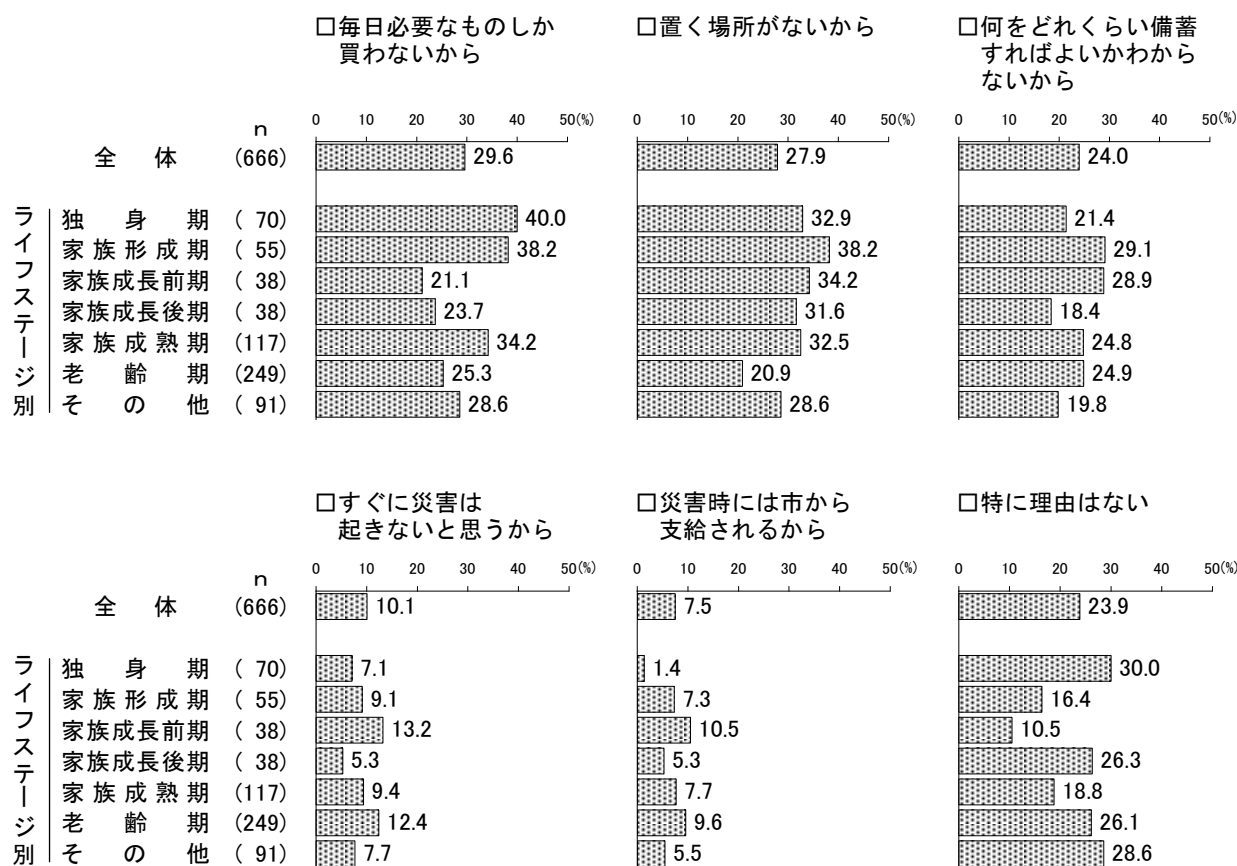 □毎日必要なものしか
買わないから
□置く場所がないから
□何をどれくらい備蓄
すればよいかわから
ないから
n
0 10 20 30 40 50(%)
0 10 20 30 40 50(%)
0 10 20 30 40 50(%)
全体 (666) 29.6 27.9 24.0
ライフステージ別
独身期 ( 70) 40.0 32.9 21.4
家族形成期 ( 55) 38.2 38.2 29.1
家族成長前期 ( 38) 21.1 34.2 28.9
家族成長後期 ( 38) 23.7 31.6 18.4
家族成熟期 (117) 34.2 32.5 24.8
老齢期 (249) 25.3 20.9 24.9
その他 ( 91) 28.6 28.6 19.8
□すぐに災害は
起きないと思うから
□災害時には市から
支給されるから
□特に理由はない
n
0 10 20 30 40 50(%)
0 10 20 30 40 50(%)
0 10 20 30 40 50(%)
全体 (666) 10.1 7.5 23.9
ライフステージ別
独身期 ( 70) 7.1 1.4 30.0
家族形成期 ( 55) 9.1 7.3 16.4
家族成長前期 ( 38) 13.2 10.5 10.5
家族成長後期 ( 38) 5.3 5.3 26.3
家族成熟期 (117) 9.4 7.7 18.8
老齢期 (249) 12.4 9.6 26.1
その他 ( 91) 7.7 5.5 28.6